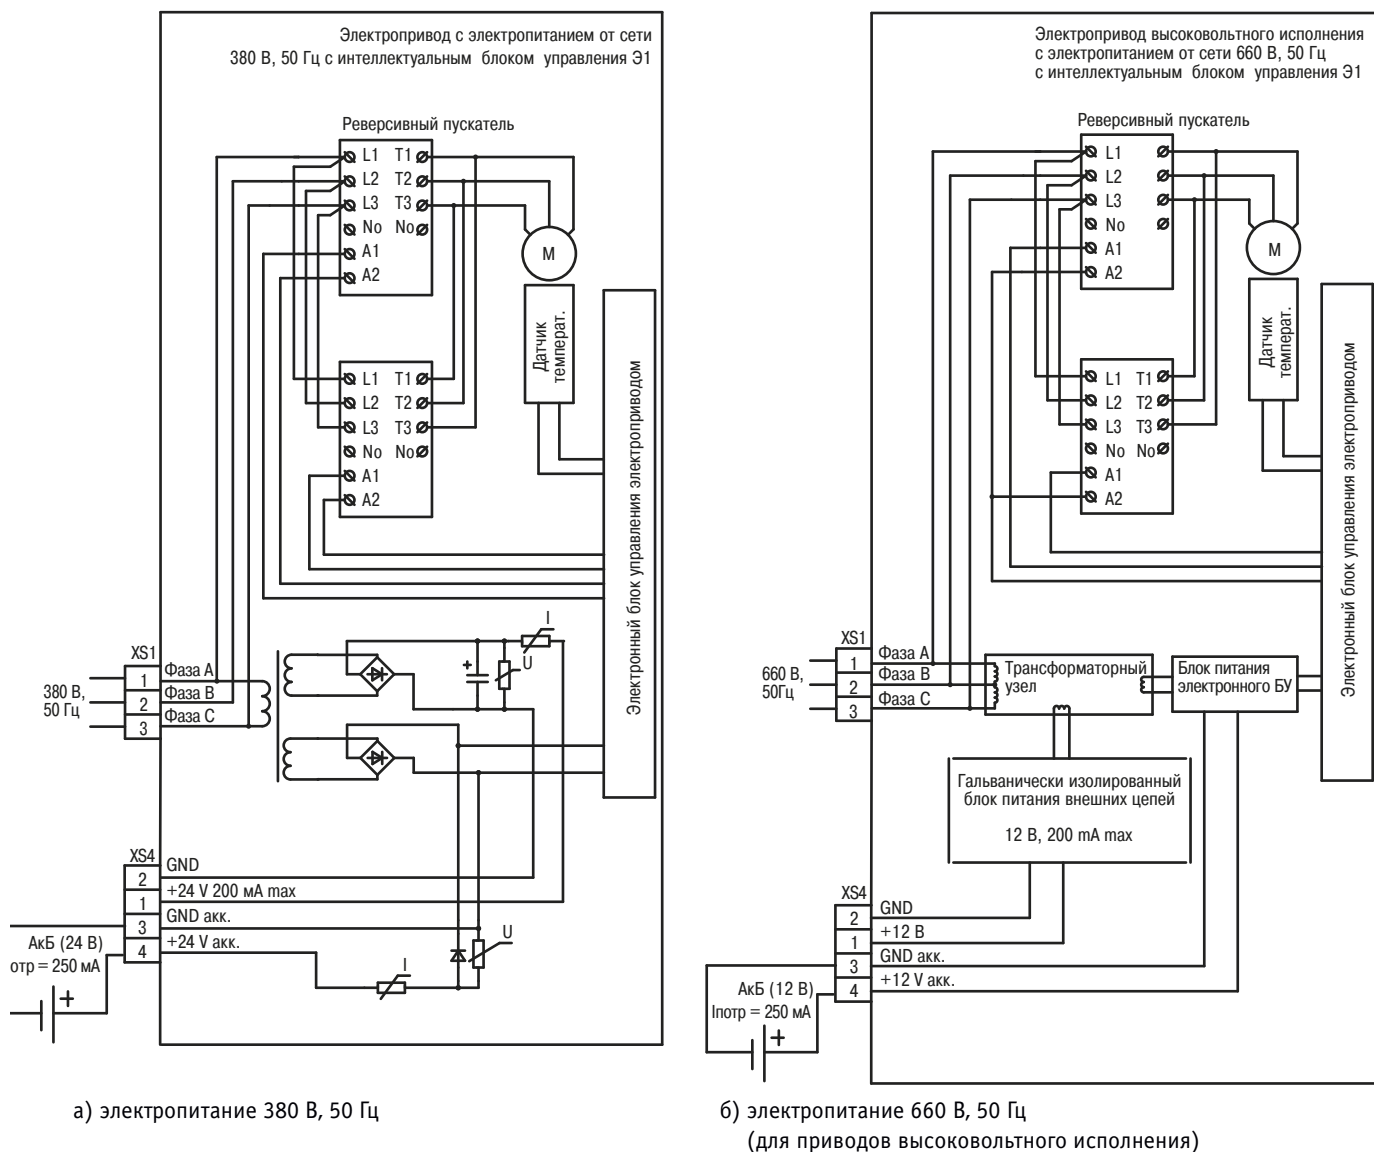 Электропривод с электропитанием от сети
380 В, 50 Гц с интеллектуальным блоком управления Э1
Реверсивный пускатель
L1 T1
L2 T2
L3 T3
No No
A1
A2
M
Датчик
температ.
L1 T1
L2 T2
L3 T3
No No
A1
A2
Электронный блок управления электроприводом
I
U
+
XS1
380 В,
50 Гц
1 Фаза А
2 Фаза В
3 Фаза С
XS4
2 GND
1 +24 V 200 мА max
3 GND акк.
4 +24 V акк.
АкБ (24 В)
отр = 250 мА
+
I
U
а) электропитание 380 В, 50 Гц
Электропривод высоковольтного исполнения
с электропитанием от сети 660 В, 50 Гц
с интеллектуальным блоком управления Э1
Реверсивный пускатель
L1
L2
L3
No
A1
A2
M
Датчик
температ.
L1 T1
L2 T2
L3 T3
No No
A1
A2
Электронный блок управления электроприводом
XS1
660 В,
50Гц
1 Фаза А
2 Фаза В
3 Фаза С
Трансформаторный
узел
Блок питания
электронного БУ
Гальванически изолированный
блок питания внешних цепей
12 В, 200 mA max
XS4
2 GND
1 +12 В
3 GND акк.
4 +12 V акк.
АкБ (12 В)
Iпотр = 250 мА
+
б) электропитание 660 В, 50 Гц
(для приводов высоковольтного исполнения)